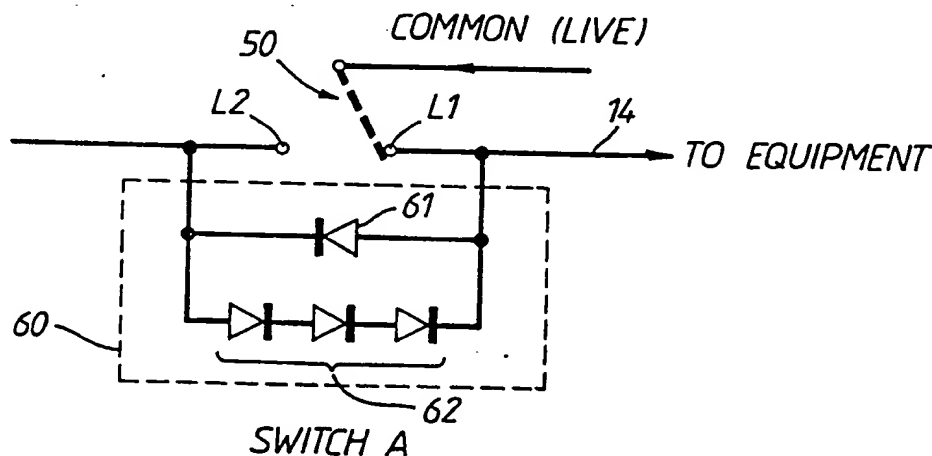 COMMON (LIVE)
50
L2
L1
14
TO EQUIPMENT
61
60
62
SWITCH A